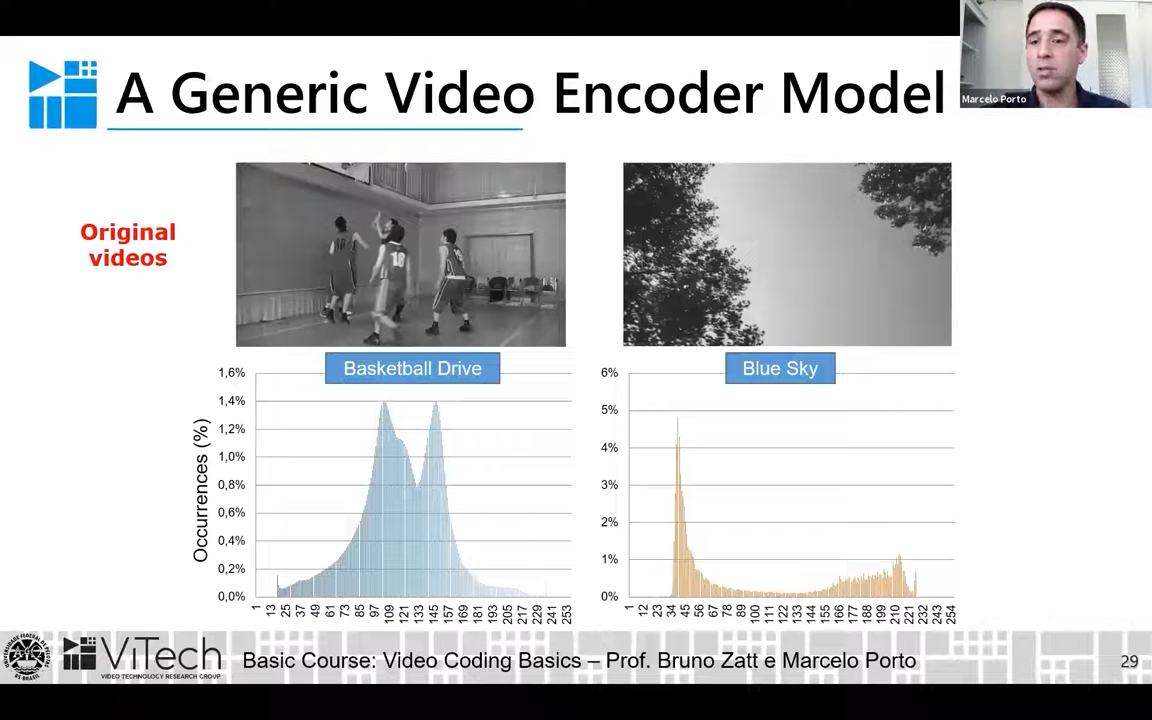 A Generic Video Encoder Model
Marcelo Porto
Original
videos
10
Basketball Drive
Blue Sky
Occurrences (%)
1,6%
1,4%
1,2%
1,0%
0,8%
0,6%
0,4%
0,2%
0,0%
1 13 25 37 49 61 73 85 97 109 121 133 145 157 169 181 193 205 217 229 241 253
6%
5%
4%
3%
2%
1%
0%
1 12 23 34 45 56 67 78 89 100 111 122 133 144 155 166 177 188 199 210 221 232 243 254
ViTech
VIDEO TECHNOLOGY RESEARCH GROUP
Basic Course: Video Coding Basics – Prof. Bruno Zatt e Marcelo Porto
29